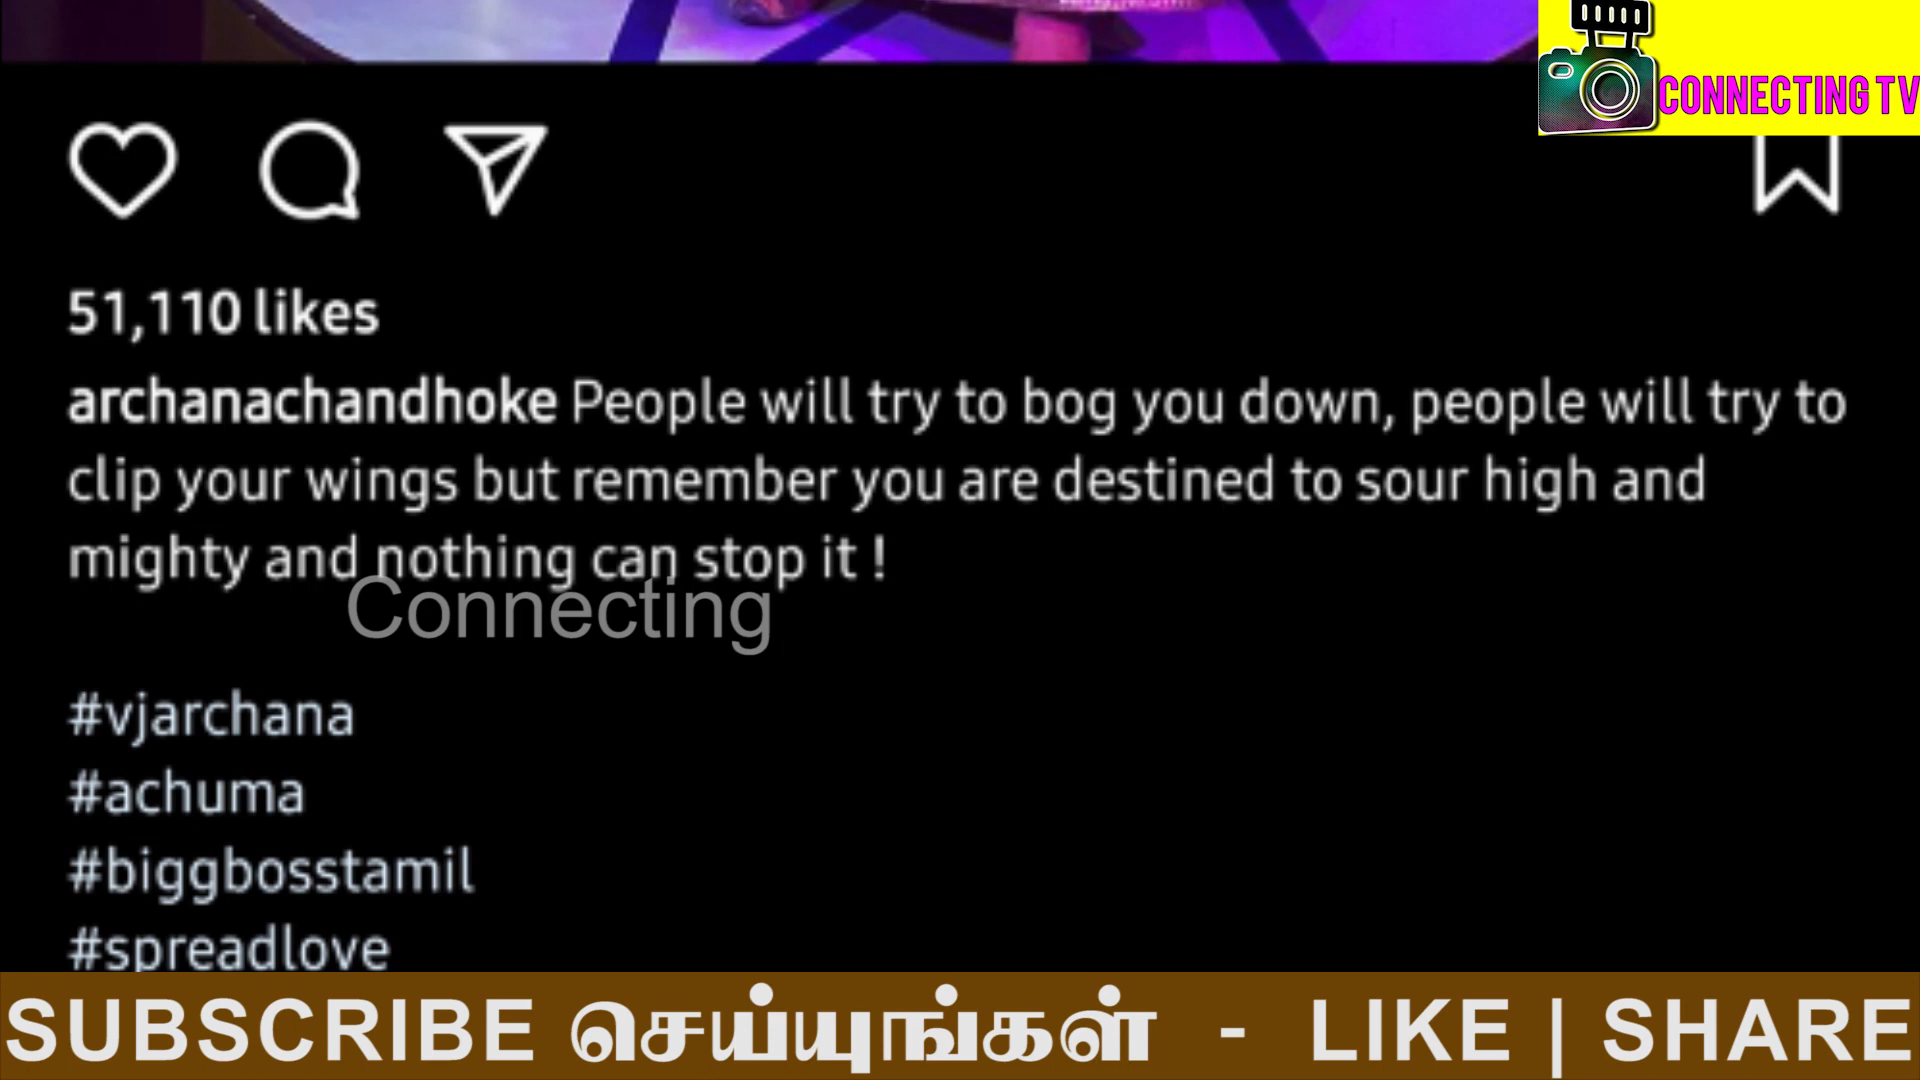 CONNECTING TV
51,110 likes
archanachandhoke People will try to bog you down, people will try to
clip your wings but remember you are destined to sour high and
mighty and nothing can stop it !
Connecting
#vjarchana
#achuma
#biggbosstamil
#spreadlove
SUBSCRIBE செய்யுங்கள் - LIKE | SHARE